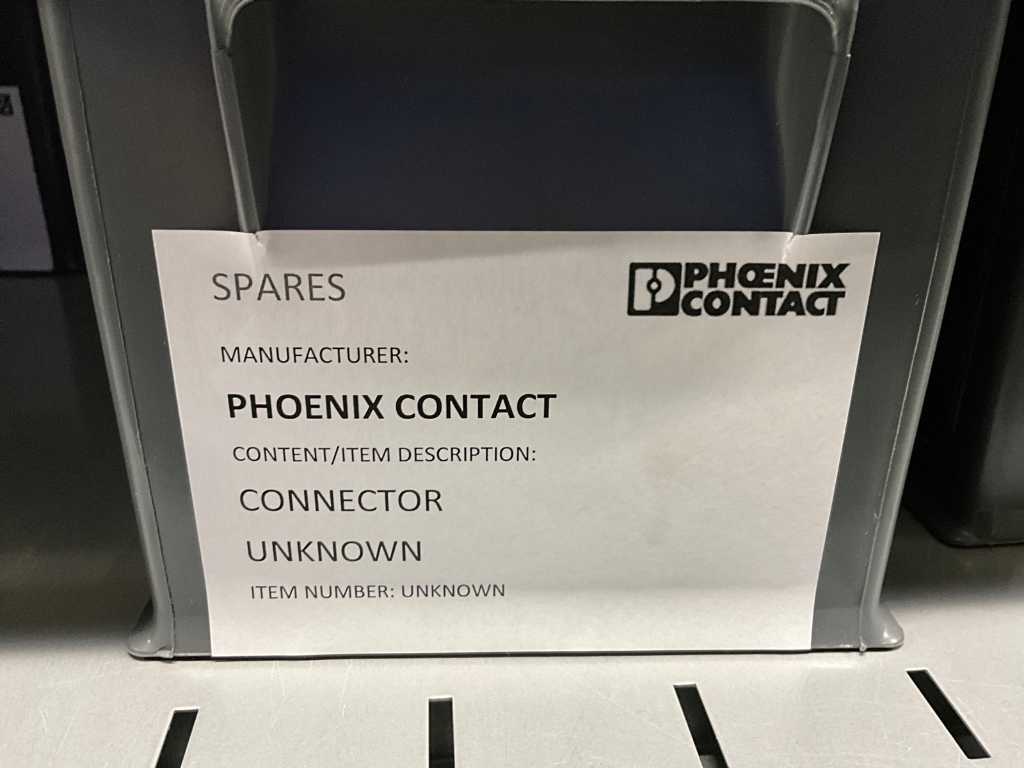 SPARES
PHŒNIX
CONTACT
MANUFACTURER:
PHOENIX CONTACT
CONTENT/ITEM DESCRIPTION:
CONNECTOR
UNKNOWN
ITEM NUMBER: UNKNOWN